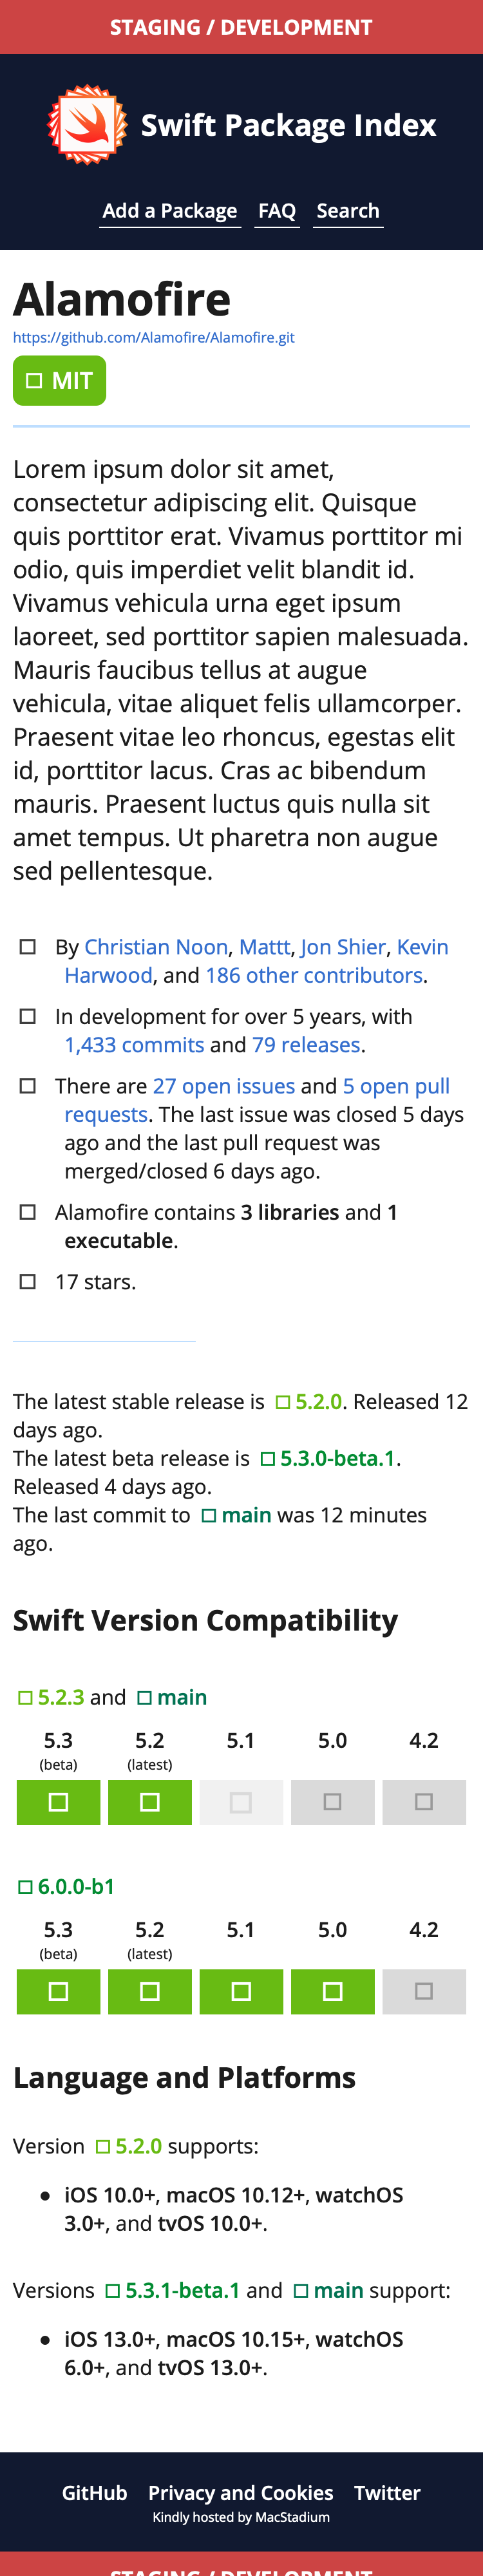 STAGING / DEVELOPMENT
Swift Package Index
Add a Package FAQ Search
Alamofire
https://github.com/Alamofire/Alamofire.git
MIT
Lorem ipsum dolor sit amet,
consectetur adipiscing elit. Quisque
quis porttitor erat. Vivamus porttitor mi
odio, quis imperdiet velit blandit id.
Vivamus vehicula urna eget ipsum
laoreet, sed porttitor sapien malesuada.
Mauris faucibus tellus at augue
vehicula, vitae aliquet felis ullamcorper.
Praesent vitae leo rhoncus, egestas elit
id, porttitor lacus. Cras ac bibendum
mauris. Praesent luctus quis nulla sit
amet tempus. Ut pharetra non augue
sed pellentesque.
By Christian Noon, Mattt, Jon Shier, Kevin
Harwood, and 186 other contributors.
In development for over 5 years, with
1,433 commits and 79 releases.
There are 27 open issues and 5 open pull
requests. The last issue was closed 5 days
ago and the last pull request was
merged/closed 6 days ago.
Alamofire contains 3 libraries and 1
executable.
17 stars.
The latest stable release is 5.2.0. Released 12
days ago.
The latest beta release is 5.3.0-beta.1.
Released 4 days ago.
The last commit to main was 12 minutes
ago.
Swift Version Compatibility
5.2.3 and main
5.3 5.2 5.1 5.0 4.2
(beta) (latest)
6.0.0-b1
5.3 5.2 5.1 5.0 4.2
(beta) (latest)
Language and Platforms
Version 5.2.0 supports:
• iOS 10.0+, macOS 10.12+, watchOS
3.0+, and tvOS 10.0+.
Versions 5.3.1-beta.1 and main support:
• iOS 13.0+, macOS 10.15+, watchOS
6.0+, and tvOS 13.0+.
GitHub Privacy and Cookies Twitter
Kindly hosted by MacStadium
STAGING / DEVELOPMENT